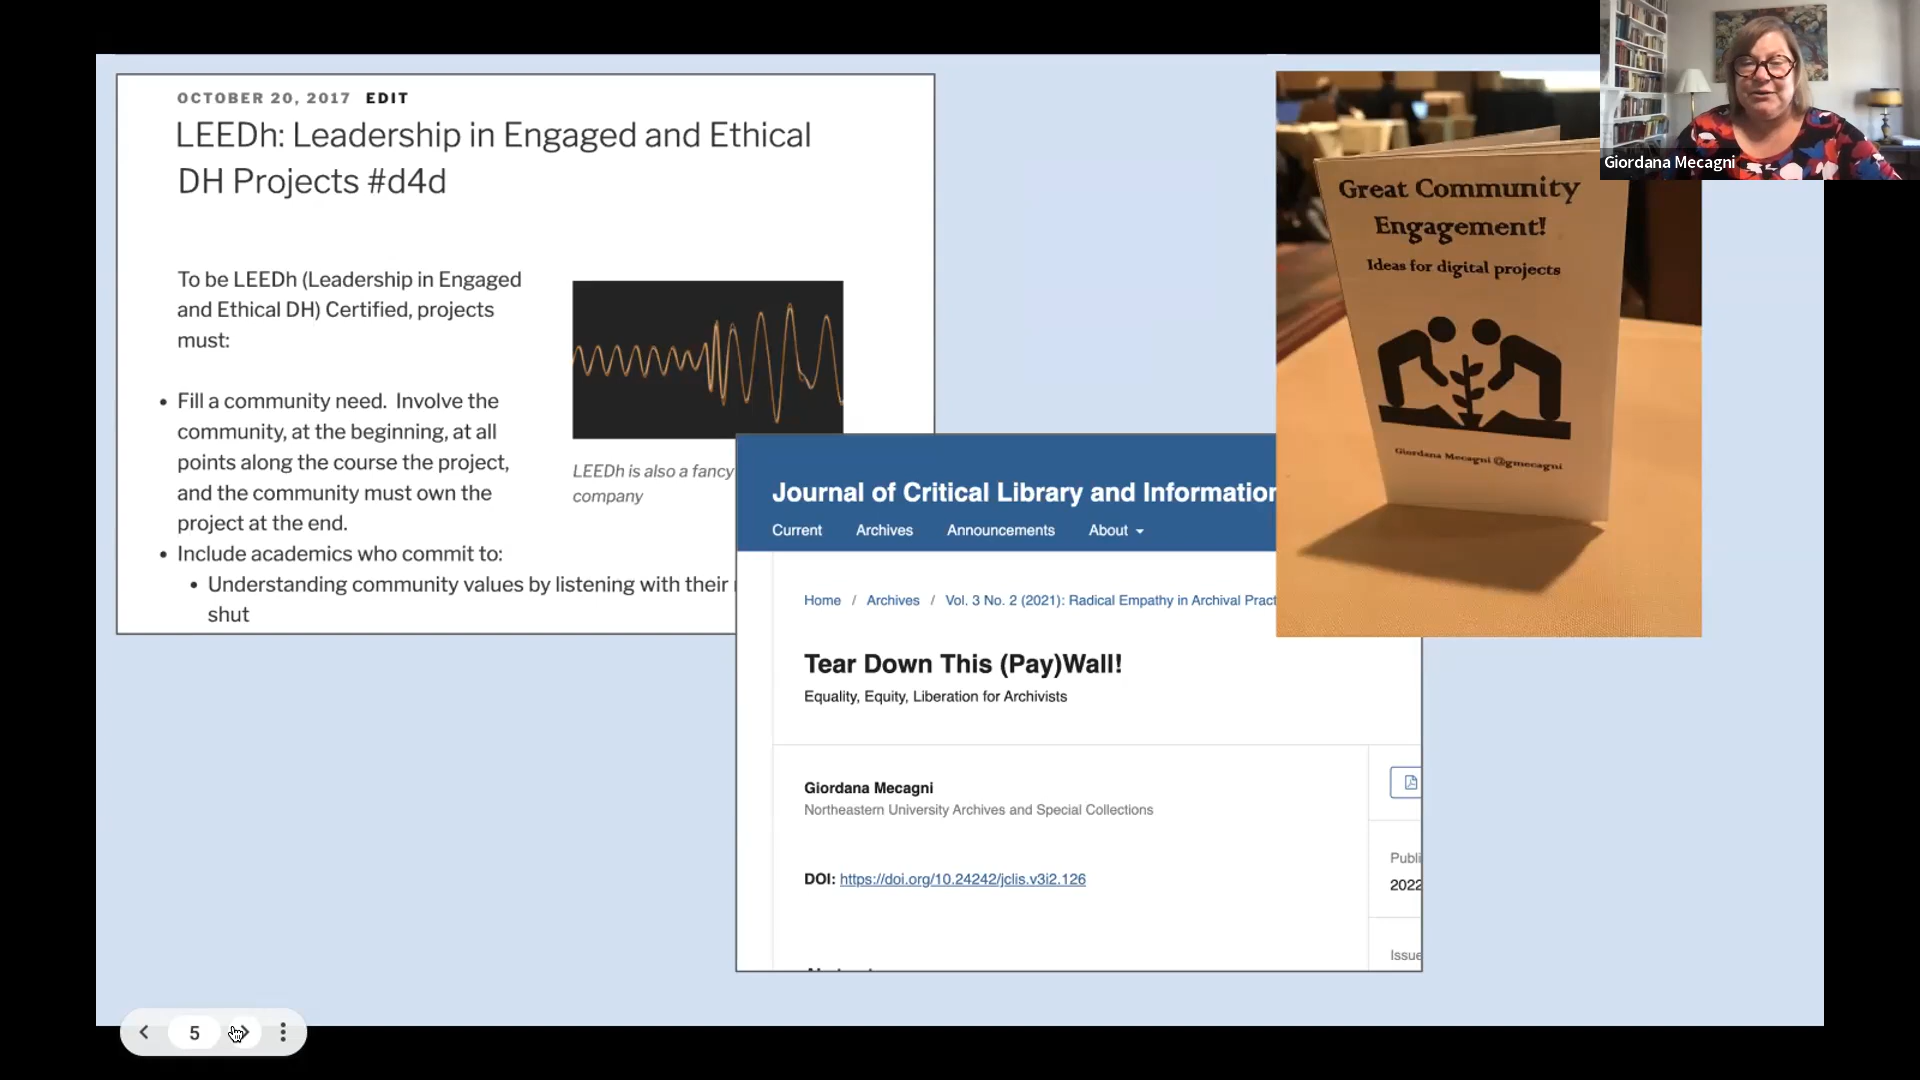 OCTOBER 20, 2017 EDIT
LEEDh: Leadership in Engaged and Ethical
DH Projects #d4d
To be LEEDh (Leadership in Engaged
and Ethical DH) Certified, projects
must:
• Fill a community need. Involve the
community, at the beginning, at all
points along the course the project,
and the community must own the
project at the end.
• Include academics who commit to:
• Understanding community values by listening with their
shut
LEEDh is also a fancy
company
Journal of Critical Library and Information
Current Archives Announcements About
Home / Archives / Vol. 3 No. 2 (2021): Radical Empathy in Archival Pract
Tear Down This (Pay)Wall!
Equality, Equity, Liberation for Archivists
Giordana Mecagni
Northeastern University Archives and Special Collections
DOI: https://doi.org/10.24242/jclis.v3i2.126
Publi
2022
Issue
Great Community
Engagement!
Ideas for digital projects
Giordana Mecagni @gmecagni
Giordana Mecagni
5